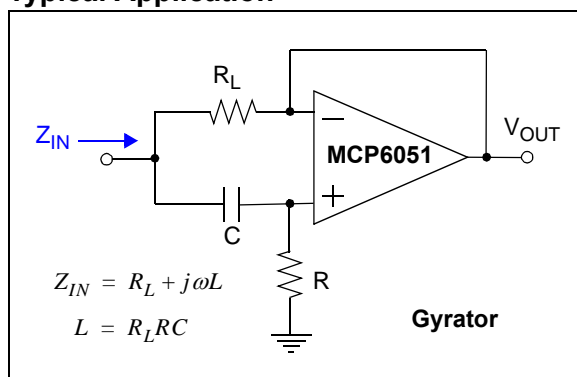 Typical Application
R_L
Z_IN
−
V_OUT
MCP6051
+
C
Z_IN = R_L + jωL
R
L = R_L RC
Gyrator